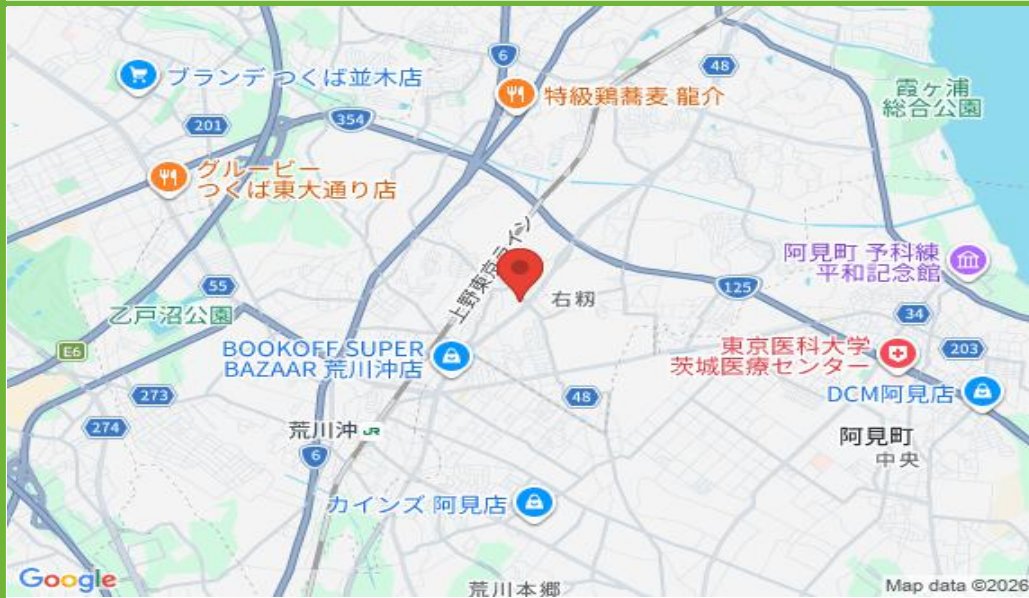 6
48
ブランデ つくば並木店
特級鶏蕎麦 龍介
霞ヶ浦
総合公園
201
354
グルービー
つくば東大通り店
上野東京ライン
阿見町 予科練
平和記念館
右籾
55
125
乙戸沼公園
34
E6
BOOKOFF SUPER
BAZAAR 荒川沖店
東京医科大学
茨城医療センター
203
273
48
DCM阿見店
274
荒川沖 JR
阿見町
中央
6
カインズ 阿見店
Google
荒川本郷
Map data ©2026